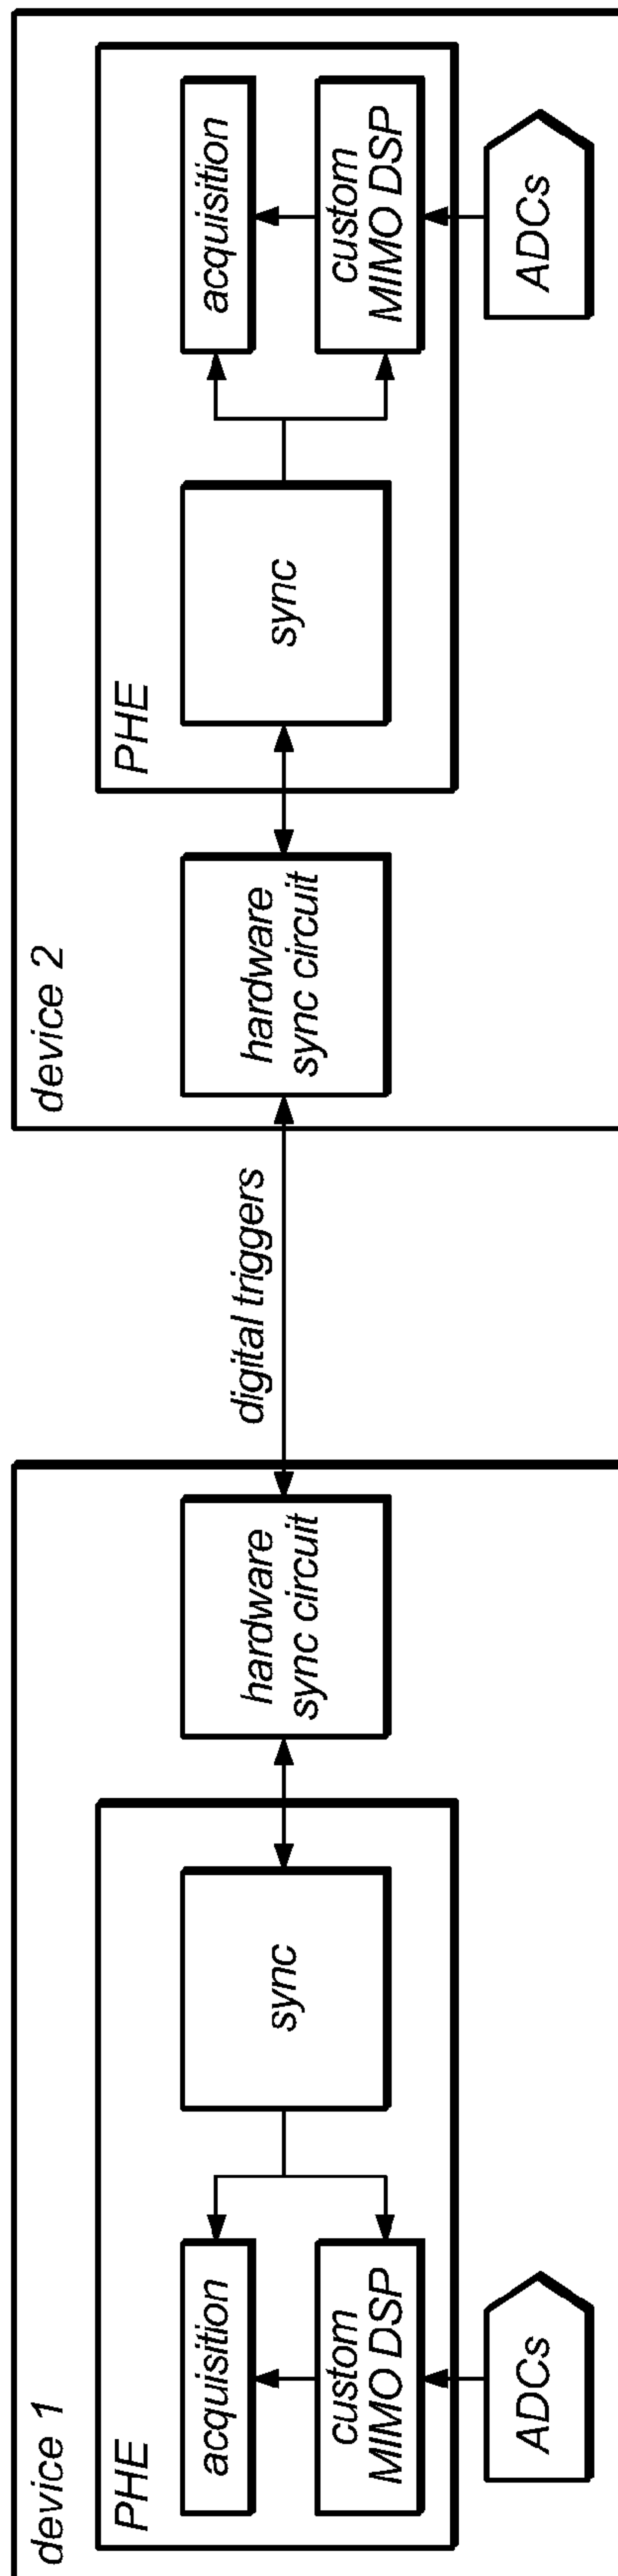 device 1
PHE
acquisition
custom
MIMO DSP
ADCs
sync
hardware
sync circuit
digital triggers
device 2
hardware
sync circuit
PHE
sync
acquisition
custom
MIMO DSP
ADCs